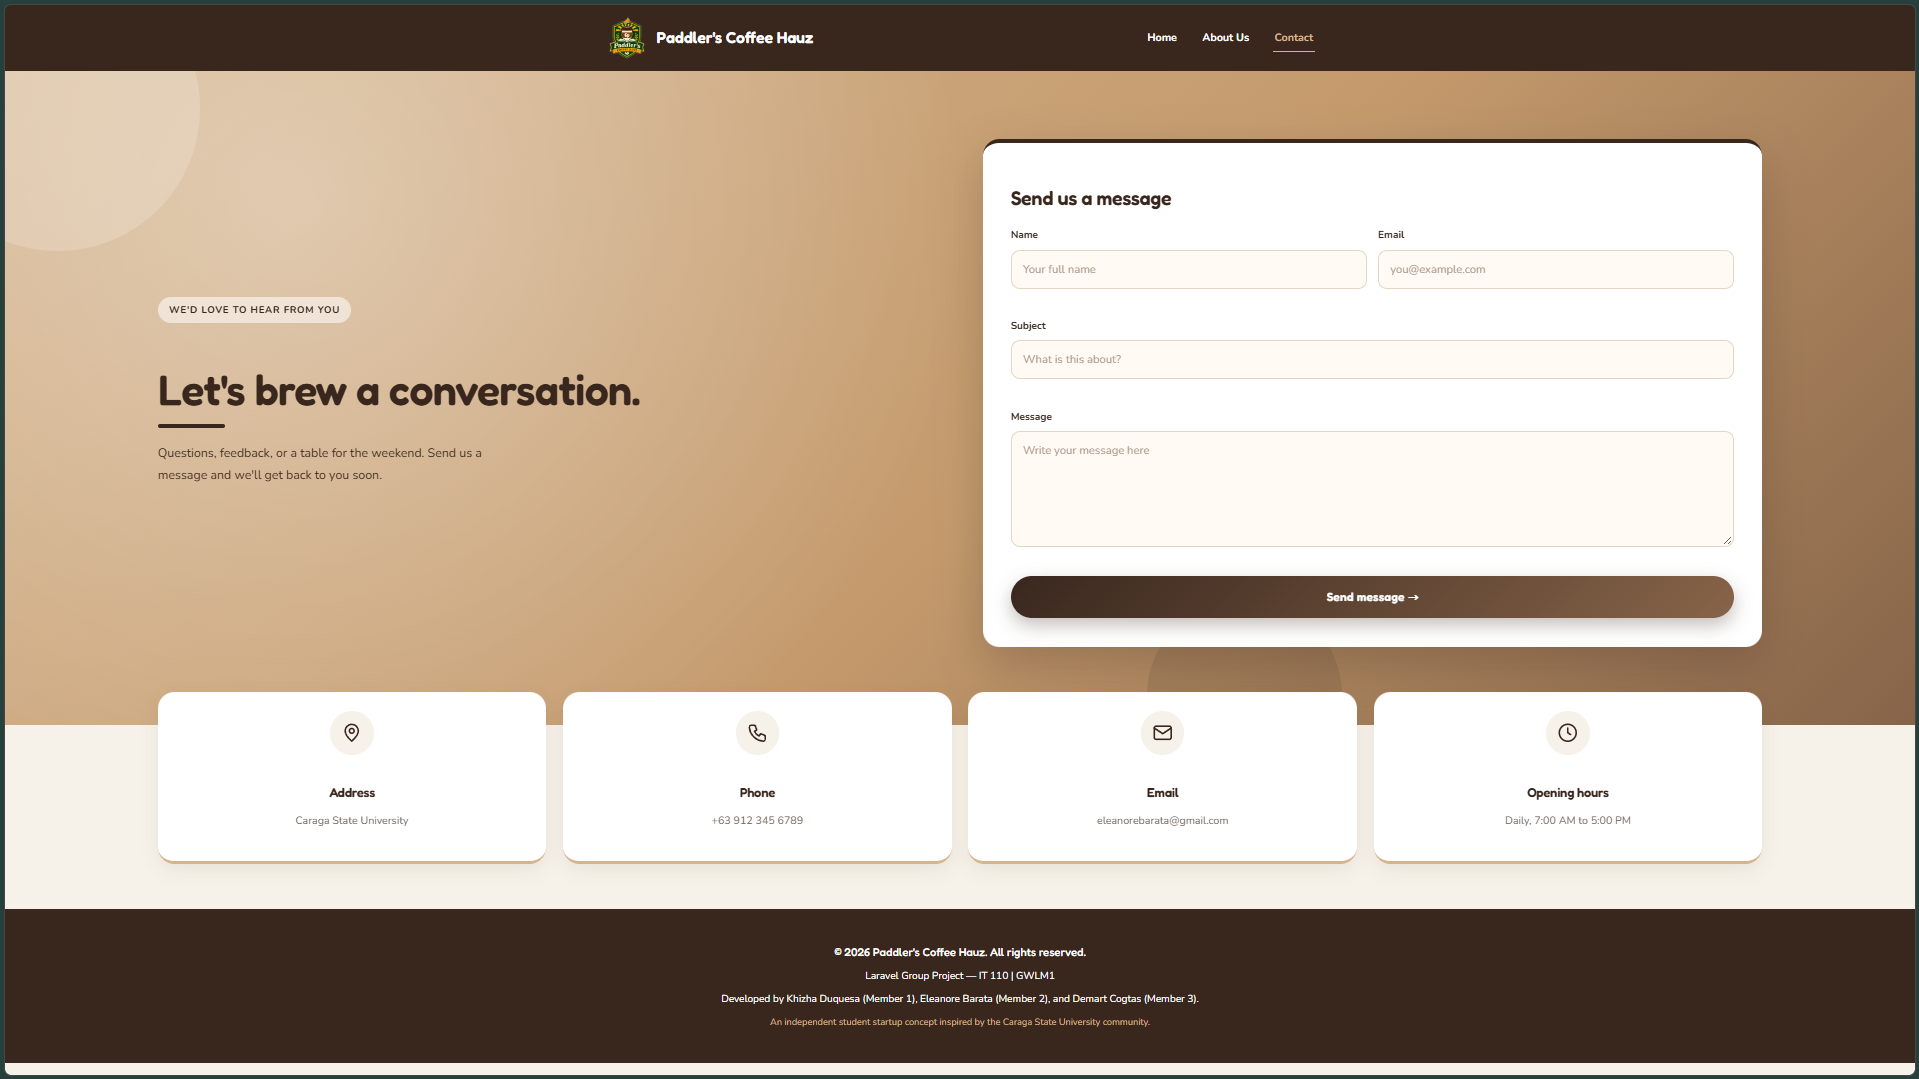 Paddler's
Paddler's Coffee Hauz
Home
About Us
Contact
WE'D LOVE TO HEAR FROM YOU
Let's brew a conversation.
Questions, feedback, or a table for the weekend. Send us a
message and we'll get back to you soon.
Send us a message
Name
Email
Your full name
you@example.com
Subject
What is this about?
Message
Write your message here
Send message →
Address
Caraga State University
Phone
+63 912 345 6789
Email
eleanorebarata@gmail.com
Opening hours
Daily, 7:00 AM to 5:00 PM
© 2026 Paddler's Coffee Hauz. All rights reserved.
Laravel Group Project — IT 110 | GWLM1
Developed by Khizha Duquesa (Member 1), Eleanore Barata (Member 2), and Demart Cogtas (Member 3).
An independent student startup concept inspired by the Caraga State University community.